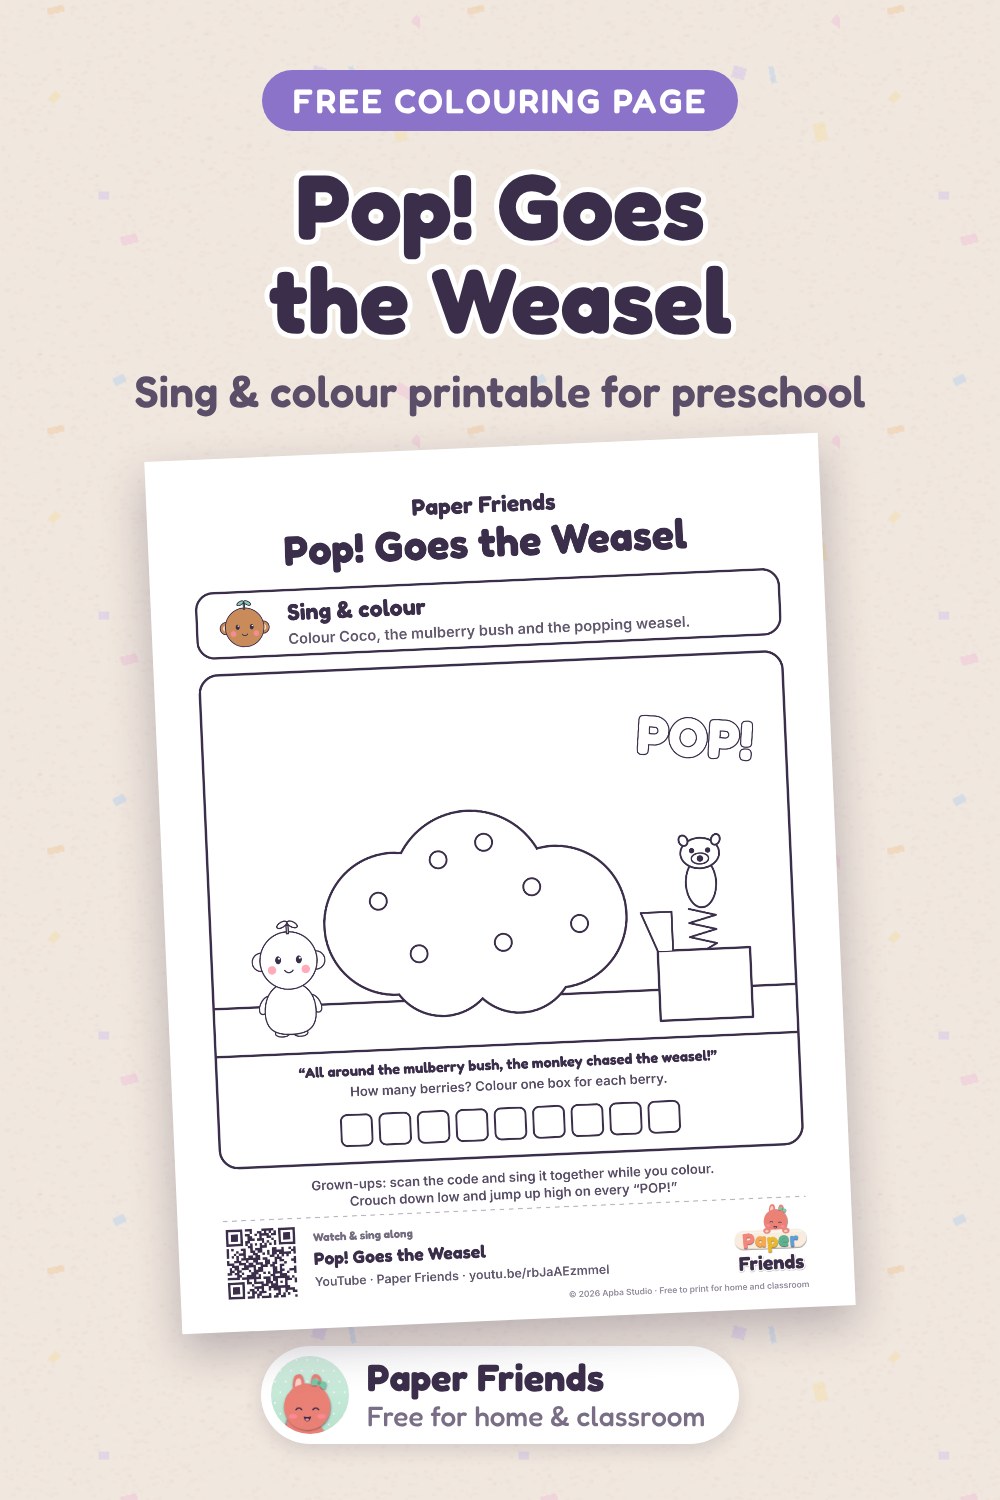 FREE COLOURING PAGE
Pop! Goes
the Weasel
Sing & colour printable for preschool
Paper Friends
Pop! Goes the Weasel
Sing & colour
Colour Coco, the mulberry bush and the popping weasel.
POP!
“All around the mulberry bush, the monkey chased the weasel!”
How many berries? Colour one box for each berry.
Grown-ups: scan the code and sing it together while you colour.
Crouch down low and jump up high on every “POP!”
Watch & sing along
Pop! Goes the Weasel
YouTube · Paper Friends · youtu.be/rbJaAEzmmeI
Paper
Friends
© 2026 Apba Studio · Free to print for home and classroom
Paper Friends
Free for home & classroom